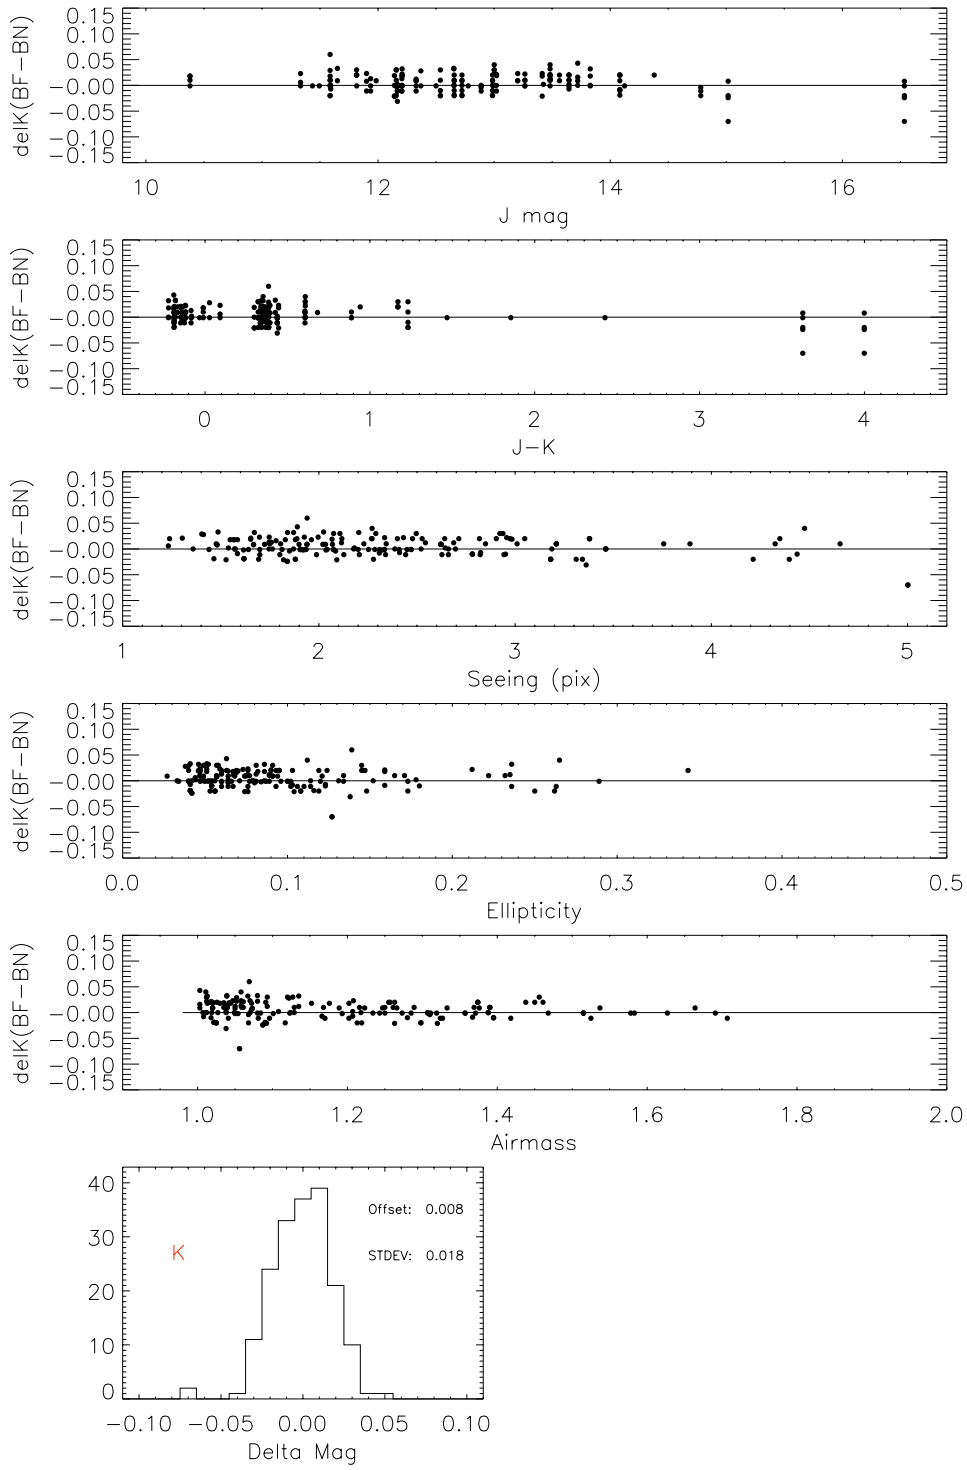 delK(BF−BN)
0.15
0.10
0.05
−0.00
−0.05
−0.10
−0.15
10 12 14 16
J mag
delK(BF−BN)
0.15
0.10
0.05
0.00
−0.05
−0.10
−0.15
0 1 2 3 4
J−K
delK(BF−BN)
0.15
0.10
0.05
−0.00
−0.05
−0.10
−0.15
1 2 3 4 5
Seeing (pix)
delK(BF−BN)
0.15
0.10
0.05
−0.00
−0.05
−0.10
−0.15
0.0 0.1 0.2 0.3 0.4 0.5
Ellipticity
delK(BF−BN)
0.15
0.10
0.05
0.00
−0.05
−0.10
−0.15
1.0 1.2 1.4 1.6 1.8 2.0
Airmass
40
30
20
10
0
Offset: 0.008
K
STDEV: 0.018
−0.10 −0.05 0.00 0.05 0.10
Delta Mag